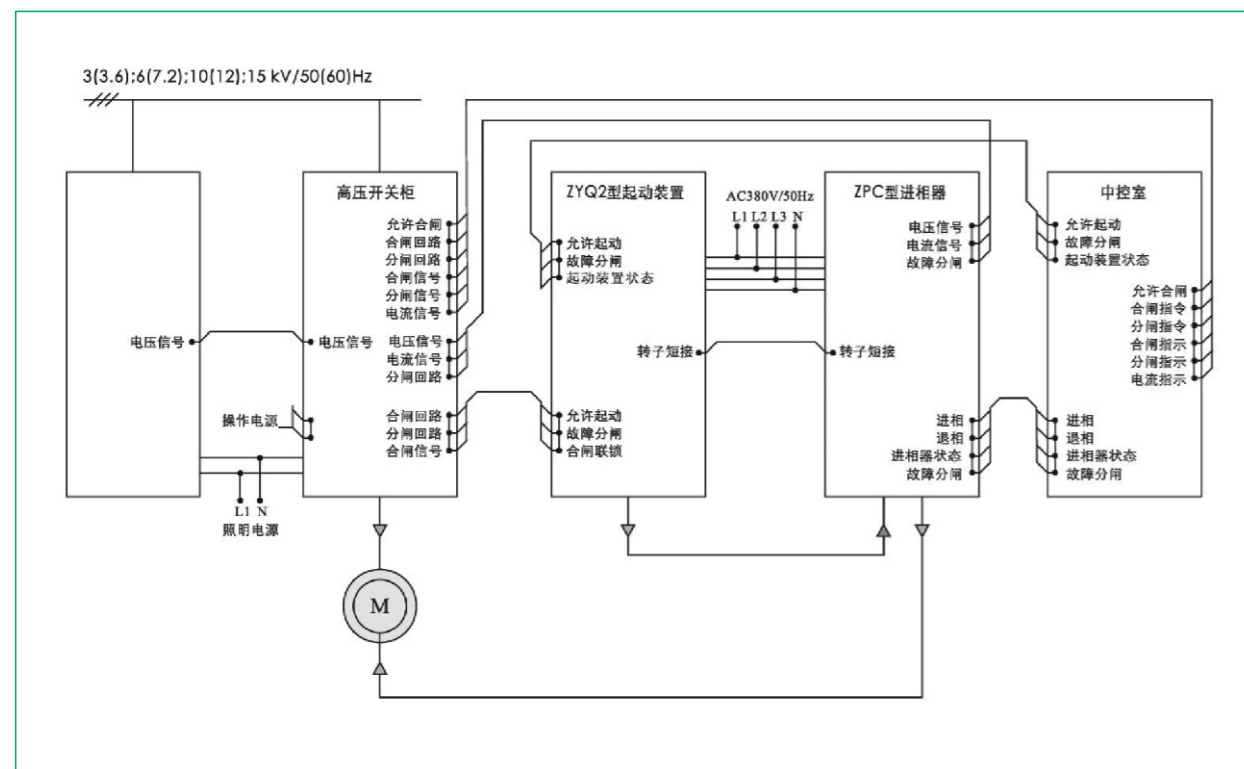 3(3.6);6(7.2);10(12);15 kV/50(60)Hz
电压信号
L1 N
照明电源
操作电源
高压开关柜
允许合闸
合闸回路
分闸回路
合闸信号
分闸信号
电流信号
电压信号
电压信号
电流信号
分闸回路
合闸回路
分闸回路
合闸信号
M
ZYQ2型起动装置
允许起动
故障分闸
起动装置状态
转子短接
允许起动
故障分闸
合闸联锁
AC380V/50Hz
L1 L2 L3 N
ZPC型进相器
电压信号
电流信号
故障分闸
转子短接
进相
退相
进相器状态
故障分闸
中控室
允许起动
故障分闸
起动装置状态
允许合闸
合闸指令
分闸指令
合闸指示
分闸指示
电流指示
进相
退相
进相器状态
故障分闸